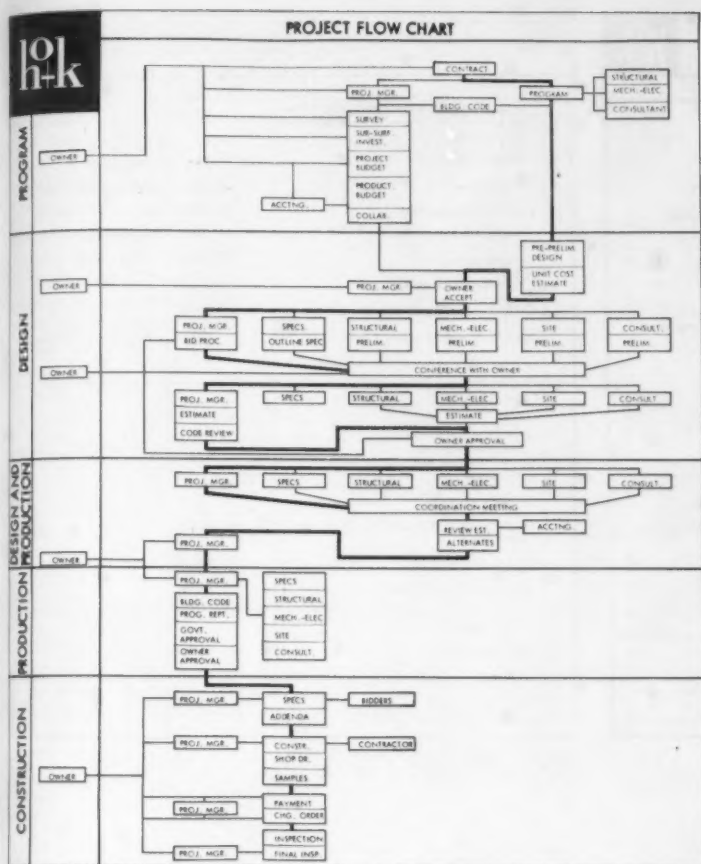 ho+k
PROJECT FLOW CHART
PROGRAM
OWNER
CONTRACT
PROJ. MGR.
PROGRAM
STRUCTURAL
MECH.-ELEC.
CONSULTANT
BLDG. CODE
SURVEY
SUB-SURF.
INVEST.
PROJECT
BUDGET
PRODUCT.
BUDGET
ACCTNG.
COLLAB.
DESIGN
PRE-PRELIM.
DESIGN
UNIT COST
ESTIMATE
OWNER
PROJ. MGR.
OWNER
ACCEPT.
PROJ. MGR.
BID PROC.
SPECS.
OUTLINE SPEC
STRUCTURAL
PRELIM.
MECH.-ELEC.
PRELIM.
SITE
PRELIM.
CONSULT.
PRELIM.
OWNER
CONFERENCE WITH OWNER
PROJ. MGR.
ESTIMATE
CODE REVIEW
SPECS
STRUCTURAL
MECH.-ELEC.
SITE
CONSULT
ESTIMATE
OWNER APPROVAL
DESIGN AND
PRODUCTION
PROJ. MGR.
SPECS.
STRUCTURAL
MECH.-ELEC.
SITE
CONSULT.
COORDINATION MEETING
REVIEW EST.
ALTERNATES
ACCTNG.
PROJ. MGR.
OWNER
PRODUCTION
PROJ. MGR.
BLDG. CODE
PROG. REPT.
GOVT.
APPROVAL
OWNER
APPROVAL
SPECS
STRUCTURAL
MECH.-ELEC
SITE
CONSULT.
CONSTRUCTION
OWNER
PROJ. MGR.
SPECS
ADDENDA
BIDDERS
PROJ. MGR.
CONSTR.
SHOP DR.
SAMPLES
CONTRACTOR
PROJ. MGR.
PAYMENT
CHG. ORDER
PROJ. MGR.
INSPECTION
FINAL INSP.